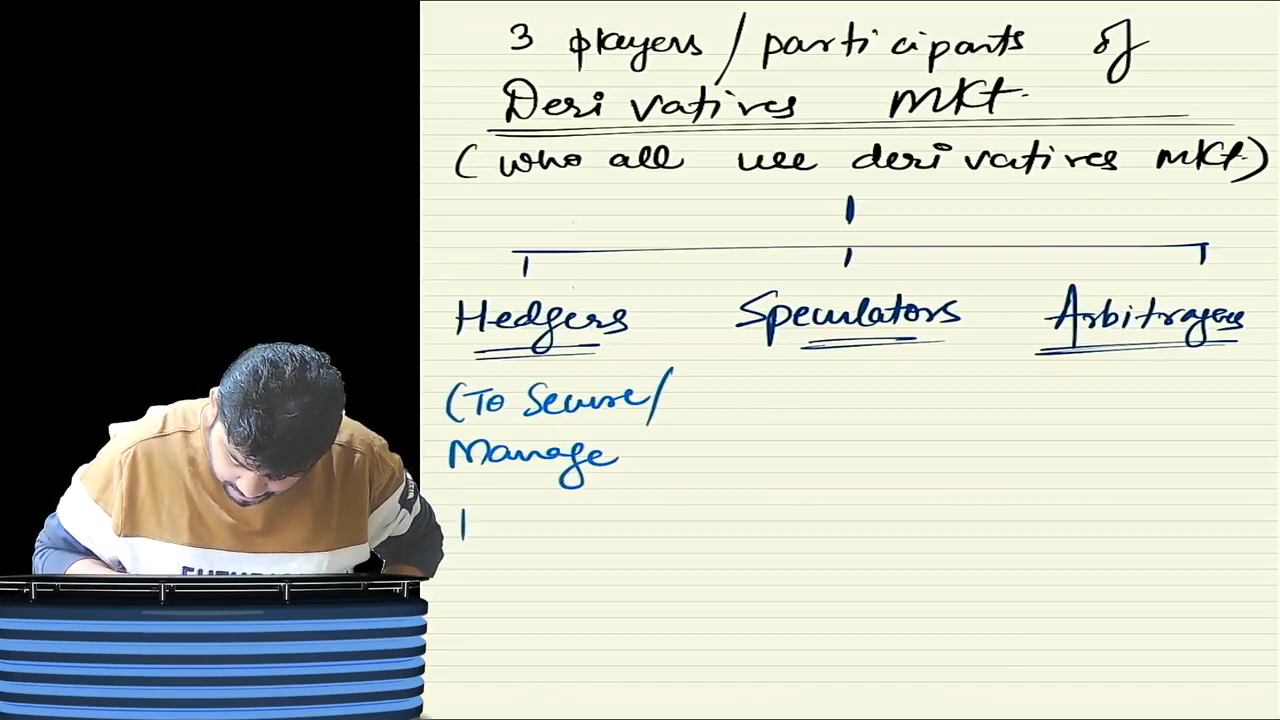 3 players / participants of
Derivatives MKt.
(who all use derivatives MKt.)
Hedgers Speculators Arbitragers
(To Secure/
Manage